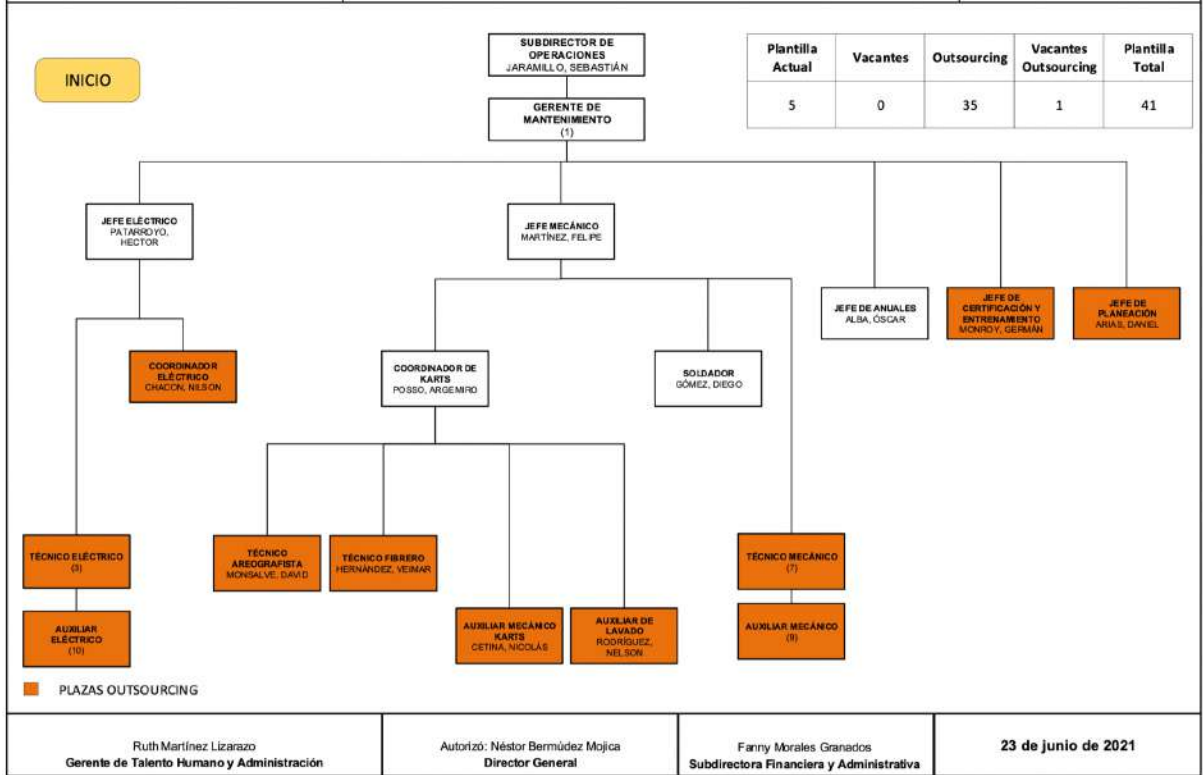 SUBDIRECTOR DE
OPERACIONES
JARAMILLO, SEBASTIÁN
INICIO
GERENTE DE
MANTENIMIENTO
(1)
Plantilla Actual
Vacantes
Outsourcing
Vacantes Outsourcing
Plantilla Total
5
0
35
1
41
JEFE ELÉCTRICO
PATARROYO,
HECTOR
JEFE MECÁNICO
MARTÍNEZ, FELIPE
JEFE DE ANUALES
ALBA, ÓSCAR
JEFE DE
CERTIFICACIÓN Y
ENTRENAMIENTO
MONROY, GERMÁN
JEFE DE
PLANEACIÓN
ARIAS, DANIEL
COORDINADOR
ELÉCTRICO
CHACON, NILSON
COORDINADOR DE
KARTS
POSSO, ARGEMIRO
SOLDADOR
GÓMEZ, DIEGO
TÉCNICO ELÉCTRICO
(3)
TÉCNICO
AREOGRAFISTA
MONSALVE, DAVID
TÉCNICO FIBRERO
HERNÁNDEZ, VEIMAR
TÉCNICO MECÁNICO
(7)
AUXILIAR
ELÉCTRICO
(10)
AUXILIAR MECÁNICO
KARTS
CETINA, NICOLÁS
AUXILIAR DE
LAVADO
RODRÍGUEZ,
NELSON
AUXILIAR MECÁNICO
(9)
PLAZAS OUTSOURCING
Ruth Martínez Lizarazo
Gerente de Talento Humano y Administración
Autorizó: Néstor Bermúdez Mojica
Director General
Fanny Morales Granados
Subdirectora Financiera y Administrativa
23 de junio de 2021